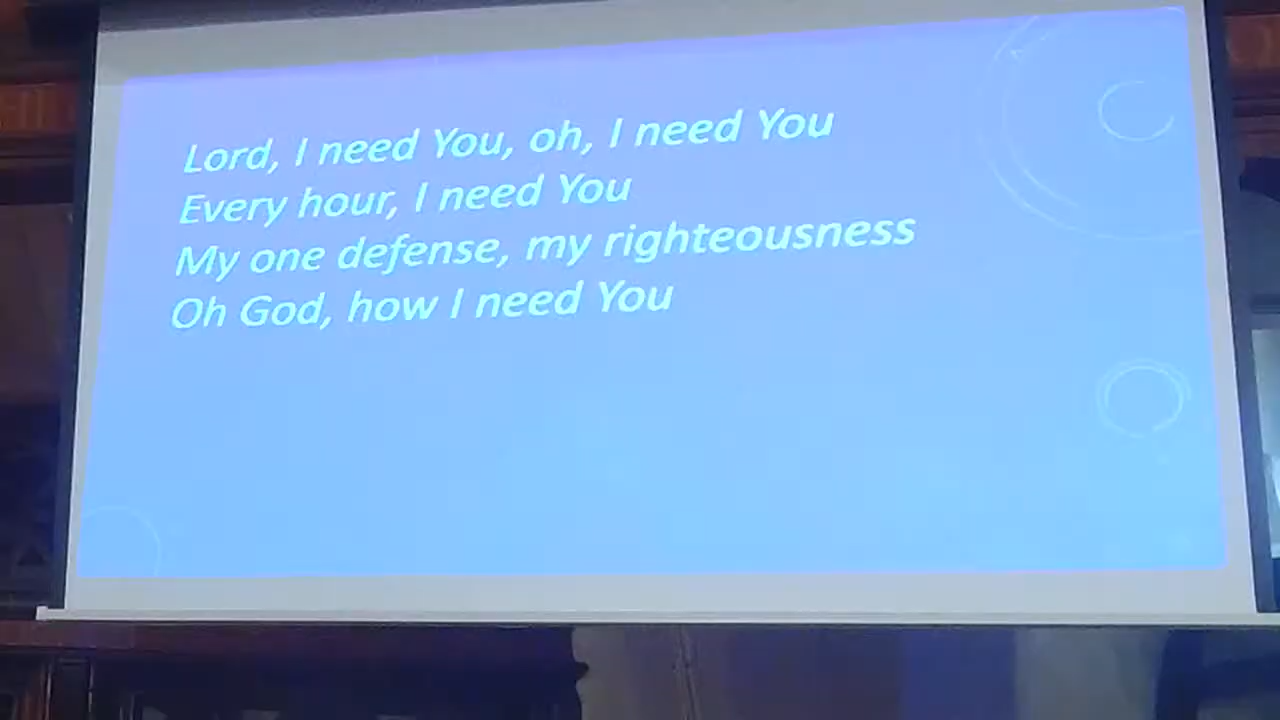 Lord, I need You, oh, I need You
Every hour, I need You
My one defense, my righteousness
Oh God, how I need You